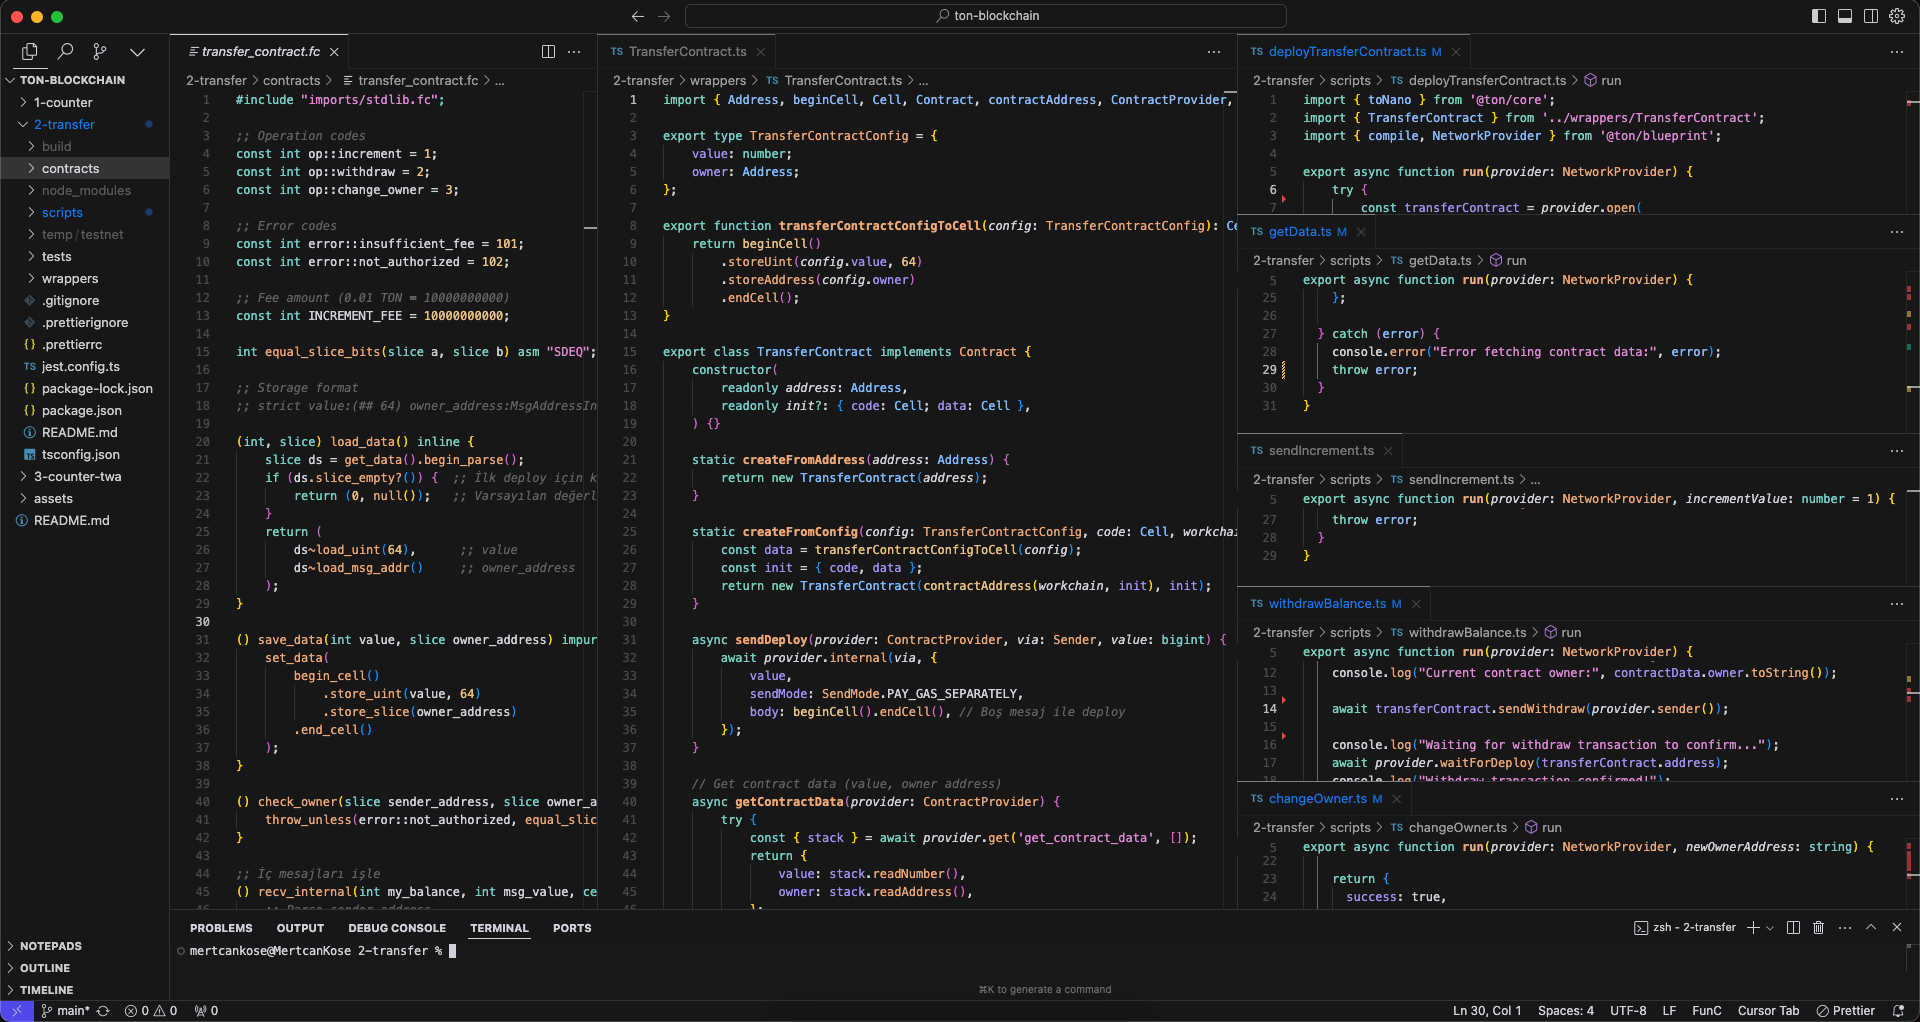 ton-blockchain
TON-BLOCKCHAIN
1-counter
2-transfer
build
contracts
node_modules
scripts
temp/testnet
tests
wrappers
.gitignore
.prettierignore
{} .prettierrc
TS jest.config.ts
{} package-lock.json
{} package.json
README.md
tsconfig.json
3-counter-twa
assets
README.md
NOTEPADS
OUTLINE
TIMELINE
transfer_contract.fc
2-transfer > contracts > transfer_contract.fc > ...
1 #include "imports/stdlib.fc";
2
3 ;; Operation codes
4 const int op::increment = 1;
5 const int op::withdraw = 2;
6 const int op::change_owner = 3;
7
8 ;; Error codes
9 const int error::insufficient_fee = 101;
10 const int error::not_authorized = 102;
11
12 ;; Fee amount (0.01 TON = 10000000000)
13 const int INCREMENT_FEE = 10000000000;
14
15 int equal_slice_bits(slice a, slice b) asm "SDEQ";
16
17 ;; Storage format
18 ;; strict value:(## 64) owner_address:MsgAddressIn
19
20 (int, slice) load_data() inline {
21 slice ds = get_data().begin_parse();
22 if (ds.slice_empty?()) { ;; İlk deploy için k
23 return (0, null()); ;; Varsayılan değerl
24 }
25 return (
26 ds~load_uint(64), ;; value
27 ds~load_msg_addr() ;; owner_address
28 );
29 }
30
31 () save_data(int value, slice owner_address) impur
32 set_data(
33 begin_cell()
34 .store_uint(value, 64)
35 .store_slice(owner_address)
36 .end_cell()
37 );
38 }
39
40 () check_owner(slice sender_address, slice owner_a
41 throw_unless(error::not_authorized, equal_slic
42 }
43
44 ;; İç mesajları işle
45 () recv_internal(int my_balance, int msg_value, ce
46 ;; Parse sender address
TS TransferContract.ts
2-transfer > wrappers > TS TransferContract.ts > ...
1 import { Address, beginCell, Cell, Contract, contractAddress, ContractProvider,
2
3 export type TransferContractConfig = {
4 value: number;
5 owner: Address;
6 };
7
8 export function transferContractConfigToCell(config: TransferContractConfig): Ce
9 return beginCell()
10 .storeUint(config.value, 64)
11 .storeAddress(config.owner)
12 .endCell();
13 }
14
15 export class TransferContract implements Contract {
16 constructor(
17 readonly address: Address,
18 readonly init?: { code: Cell; data: Cell },
19 ) {}
20
21 static createFromAddress(address: Address) {
22 return new TransferContract(address);
23 }
24
25 static createFromConfig(config: TransferContractConfig, code: Cell, workchai
26 const data = transferContractConfigToCell(config);
27 const init = { code, data };
28 return new TransferContract(contractAddress(workchain, init), init);
29 }
30
31 async sendDeploy(provider: ContractProvider, via: Sender, value: bigint) {
32 await provider.internal(via, {
33 value,
34 sendMode: SendMode.PAY_GAS_SEPARATELY,
35 body: beginCell().endCell(), // Boş mesaj ile deploy
36 });
37 }
38
39 // Get contract data (value, owner address)
40 async getContractData(provider: ContractProvider) {
41 try {
42 const { stack } = await provider.get('get_contract_data', []);
43 return {
44 value: stack.readNumber(),
45 owner: stack.readAddress(),
46 };
TS deployTransferContract.ts M
2-transfer > scripts > TS deployTransferContract.ts > run
1 import { toNano } from '@ton/core';
2 import { TransferContract } from '../wrappers/TransferContract';
3 import { compile, NetworkProvider } from '@ton/blueprint';
4
5 export async function run(provider: NetworkProvider) {
6 try {
7 const transferContract = provider.open(
TS getData.ts M
2-transfer > scripts > TS getData.ts > run
5 export async function run(provider: NetworkProvider) {
25 };
26
27 } catch (error) {
28 console.error("Error fetching contract data:", error);
29 throw error;
30 }
31 }
TS sendIncrement.ts
2-transfer > scripts > TS sendIncrement.ts > ...
5 export async function run(provider: NetworkProvider, incrementValue: number = 1) {
27 throw error;
28 }
29 }
TS withdrawBalance.ts M
2-transfer > scripts > TS withdrawBalance.ts > run
5 export async function run(provider: NetworkProvider) {
12 console.log("Current contract owner:", contractData.owner.toString());
13
14 await transferContract.sendWithdraw(provider.sender());
15
16 console.log("Waiting for withdraw transaction to confirm...");
17 await provider.waitForDeploy(transferContract.address);
18 console.log("Withdraw transaction confirmed!");
TS changeOwner.ts M
2-transfer > scripts > TS changeOwner.ts > run
5 export async function run(provider: NetworkProvider, newOwnerAddress: string) {
22
23 return {
24 success: true,
PROBLEMS OUTPUT DEBUG CONSOLE TERMINAL PORTS
zsh - 2-transfer
mertcankose@MertcanKose 2-transfer %
⌘K to generate a command
main* 0 0 0
Ln 30, Col 1 Spaces: 4 UTF-8 LF FunC Cursor Tab Prettier